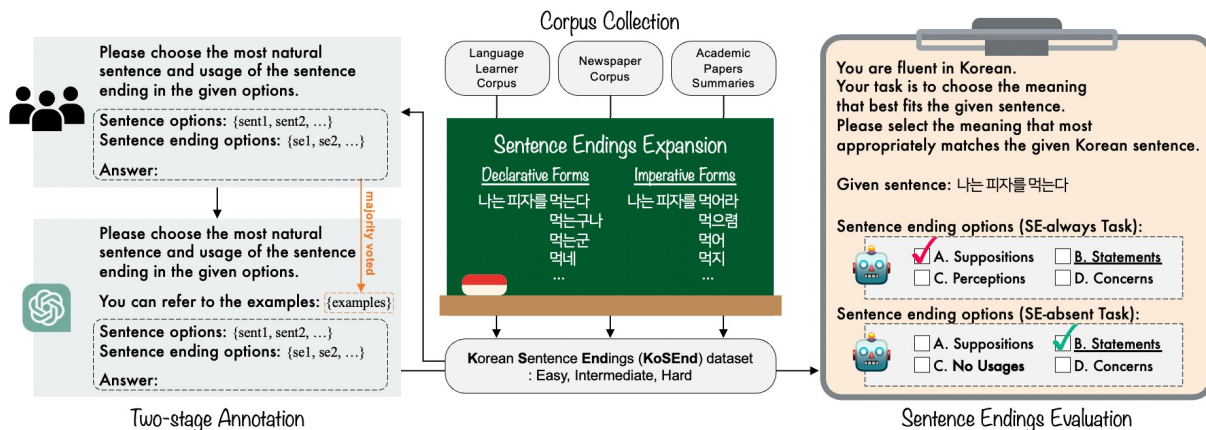 Corpus Collection
Language
Learner
Corpus
Newspaper
Corpus
Academic
Papers
Summaries
Please choose the most natural
sentence and usage of the sentence
ending in the given options.
Sentence options: {sent1, sent2, …}
Sentence ending options: {se1, se2, …}
Answer:
majority voted
Please choose the most natural
sentence and usage of the sentence
ending in the given options.
You can refer to the examples: {examples}
Sentence options: {sent1, sent2, …}
Sentence ending options: {se1, se2, …}
Answer:
Two-stage Annotation
Sentence Endings Expansion
Declarative Forms
나는 피자를 먹는다
먹는구나
먹는군
먹네
...
Imperative Forms
나는 피자를 먹어라
먹으렴
먹어
먹지
...
Korean Sentence Endings (KoSEnd) dataset
: Easy, Intermediate, Hard
You are fluent in Korean.
Your task is to choose the meaning
that best fits the given sentence.
Please select the meaning that most
appropriately matches the given Korean sentence.
Given sentence: 나는 피자를 먹는다
Sentence ending options (SE-always Task):
A. Suppositions B. Statements
C. Perceptions D. Concerns
Sentence ending options (SE-absent Task):
A. Suppositions B. Statements
C. No Usages D. Concerns
Sentence Endings Evaluation